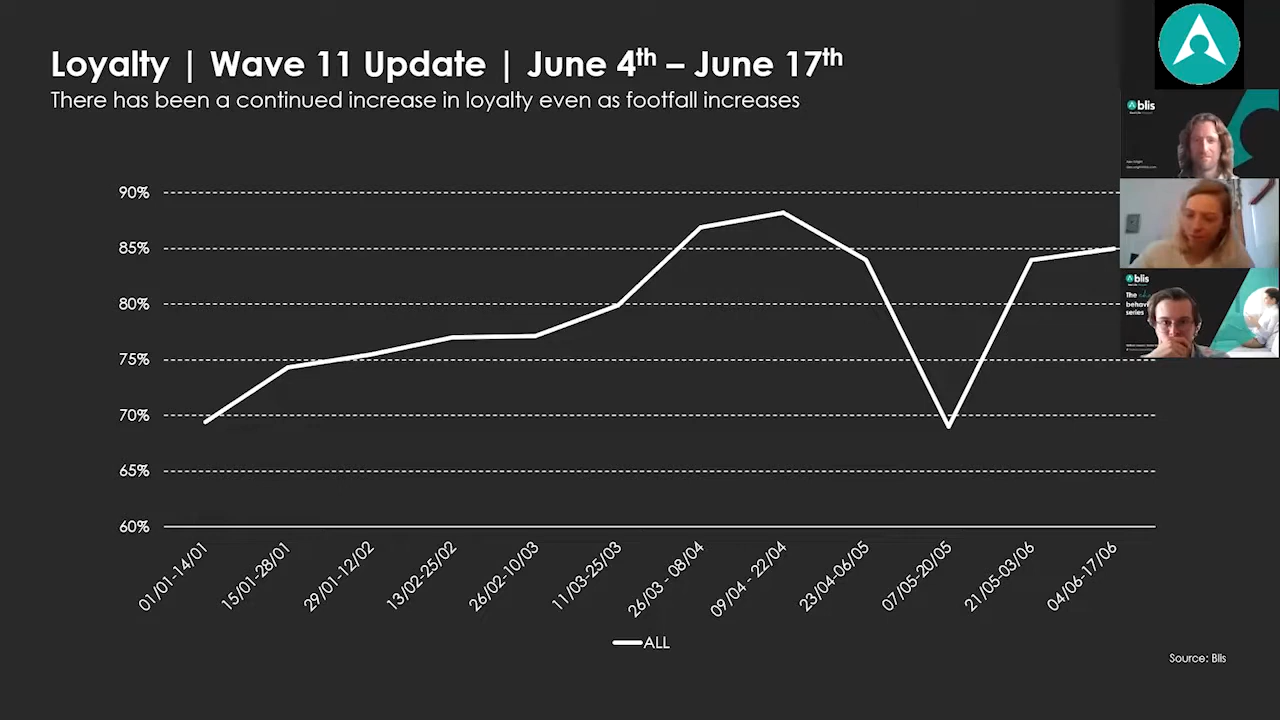 Loyalty | Wave 11 Update | June 4th – June 17th
There has been a continued increase in loyalty even as footfall increases
blis
90%
85%
80%
75%
70%
65%
60%
blis
The
behav
series
01/01-14/01
15/01-28/01
29/01-12/02
13/02-25/02
26/02-10/03
11/03-25/03
26/03 - 08/04
09/04 - 22/04
23/04-06/05
07/05-20/05
21/05-03/06
04/06-17/06
ALL
Source: Blis